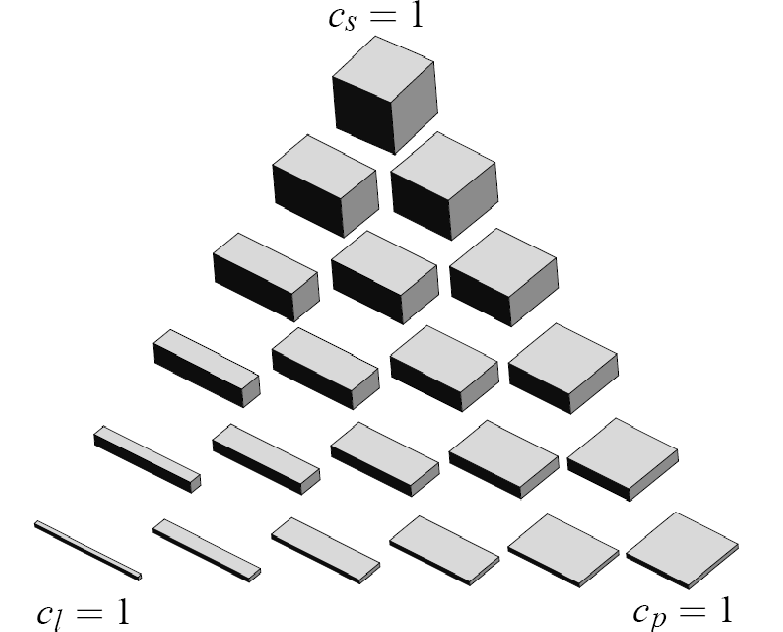 c_s = 1
c_l = 1
c_p = 1